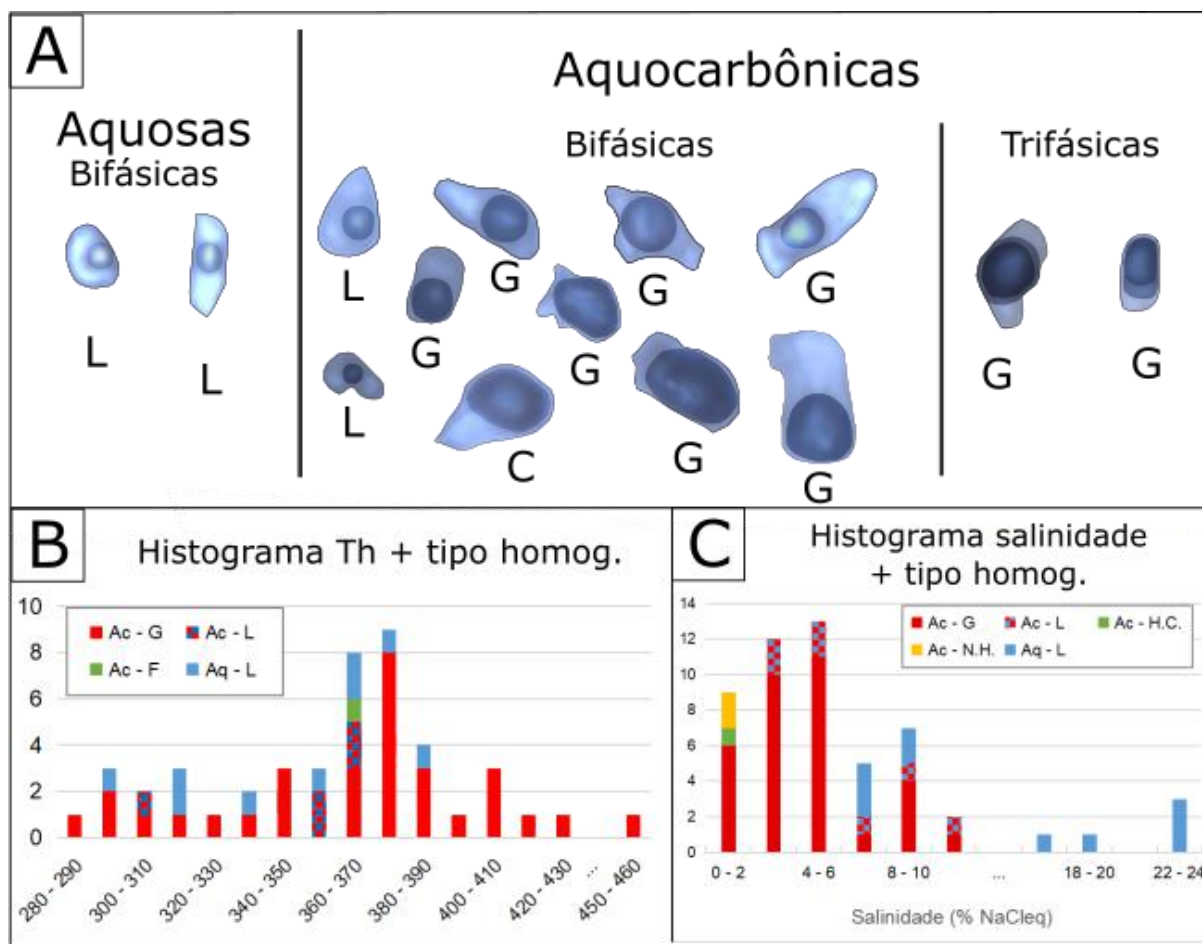 A
Aquosas
Bifásicas
L
L
Aquocarbônicas
Bifásicas
L
G
G
G
G
G
L
C
G
G
Trifásicas
G
G
B
Histograma Th + tipo homog.
10
8
6
4
2
0
Ac - G
Ac - L
Ac - F
Aq - L
280 - 290
300 - 310
320 - 330
340 - 350
360 - 370
380 - 390
400 - 410
420 - 430
...
450 - 460
C
Histograma salinidade
+ tipo homog.
14
12
10
8
6
4
2
0
Ac - G
Ac - L
Ac - H.C.
Ac - N.H.
Aq - L
0 - 2
4 - 6
8 - 10
...
18 - 20
22 - 24
Salinidade (% NaCleq)